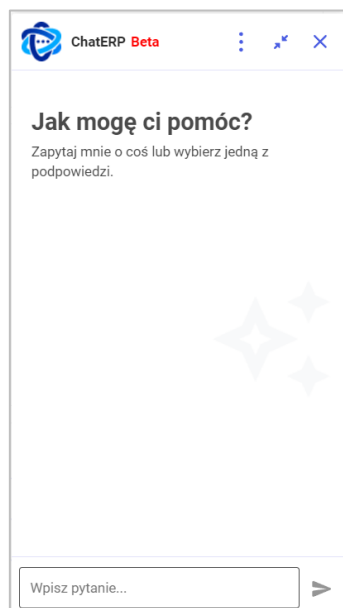 ChatERP Beta
Jak mogę ci pomóc?
Zapytaj mnie o coś lub wybierz jedną z
podpowiedzi.
Wpisz pytanie...